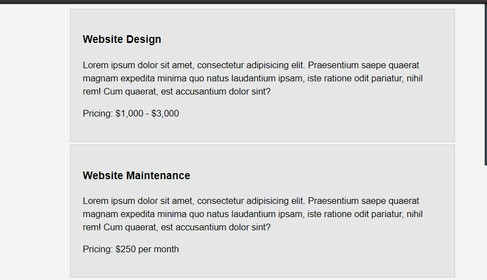 Website Design
Lorem ipsum dolor sit amet, consectetur adipisicing elit. Praesentium saepe quaerat
magnam expedita minima quo natus laudantium ipsam, iste ratione odit pariatur, nihil
rem! Cum quaerat, est accusantium dolor sint?
Pricing: $1,000 - $3,000
Website Maintenance
Lorem ipsum dolor sit amet, consectetur adipisicing elit. Praesentium saepe quaerat
magnam expedita minima quo natus laudantium ipsam, iste ratione odit pariatur, nihil
rem! Cum quaerat, est accusantium dolor sint?
Pricing: $250 per month